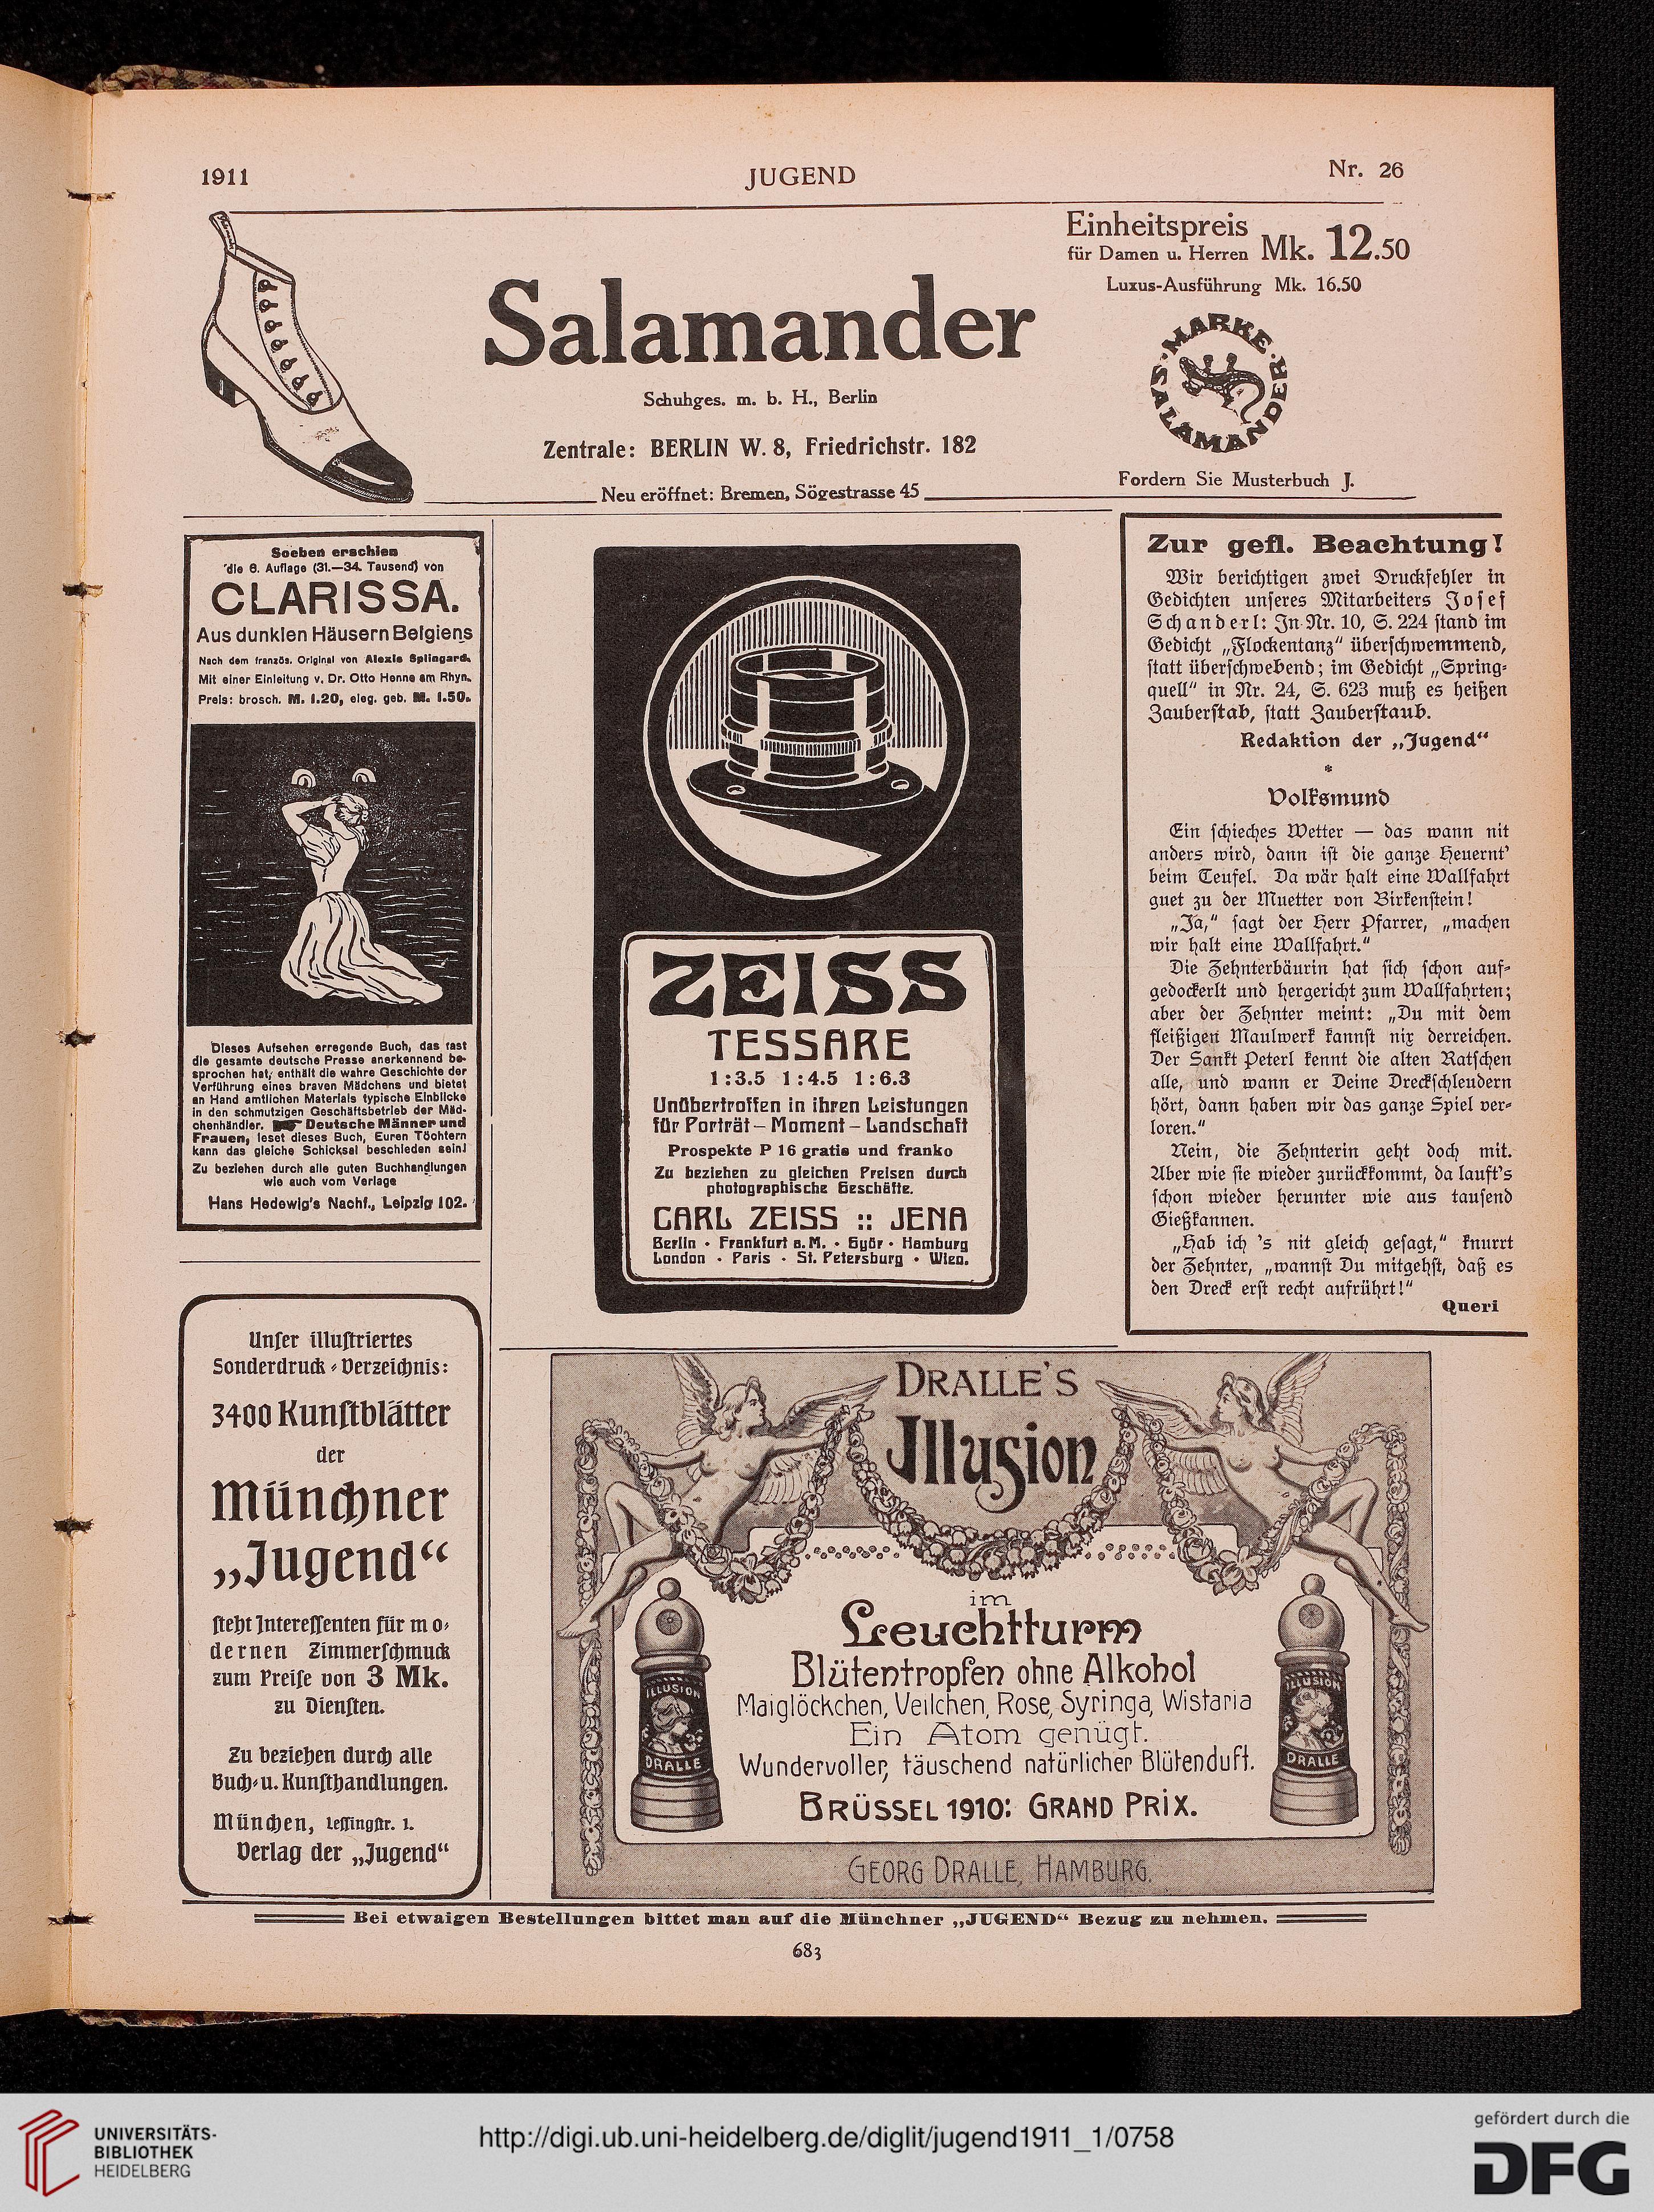 1911
JUGEND
Nr. 26
Salamander
Schuhges. m. b. H., Berlin
Zentrale: BERLIN W. 8, Friedrichstr. 182
Neu eröffnet: Bremen, Sögestrasse 45
Einheitspreis
für Damen u. Herren Mk. 12.50
Luxus-Ausführung Mk. 16.50
MARKE
SALAMANDER
Fordern Sie Musterbuch J.
Soeben erschien
die 6. Auflage (31.—34. Tausend) von
CLARISSA.
Aus dunklen Häusern Belgiens
Nach dem französ. Original von Alexis Splingard.
Mit einer Einleitung v. Dr. Otto Henne am Rhyn.
Preis: brosch. M. 1.20, eleg. geb. M. 1.50.
Dieses Aufsehen erregende Buch, das fast
die gesamte deutsche Presse anerkennend be-
sprochen hat, enthält die wahre Geschichte der
Verführung eines braven Mädchens und bietet
an Hand amtlichen Materials typische Einblicke
in den schmutzigen Geschäftsbetrieb der Mäd-
chenhändler. ☛ Deutsche Männer und
Frauen, leset dieses Buch, Euren Töchtern
kann das gleiche Schicksal beschieden sein!
Zu beziehen durch alle guten Buchhandlungen
wie auch vom Verlage
Hans Hedewig's Nachf., Leipzig 102.
Unser illustriertes
Sonderdruck-Verzeichnis:
3400 Kunstblätter
der
Münchner
„Jugend“
steht Interessenten für mo-
dernen Zimmerschmuck
zum Preise von 3 Mk.
zu Diensten.
Zu beziehen durch alle
Buch- u. Kunsthandlungen.
München, Lessingstr. 1.
Verlag der „Jugend“
ZEISS
TESSARE
1:3.5 1:4.5 1:6.3
Unübertroffen in ihren Leistungen
für Porträt — Moment — Landschaft
Prospekte P 16 gratis und franko
Zu beziehen zu gleichen Preisen durch
photographische Geschäfte.
CARL ZEISS :: JENA
Berlin • Frankfurt a. M. • Györ • Hamburg
London • Paris • St. Petersburg • Wien.
Zur gefl. Beachtung!
Wir berichtigen zwei Druckfehler in
Gedichten unseres Mitarbeiters Josef
Schanderl: In Nr. 10, S. 224 stand im
Gedicht „Flockentanz“ überschwemmend,
statt überschwebend; im Gedicht „Spring-
quell“ in Nr. 24, S. 623 muß es heißen
Zauberstab, statt Zauberstaub.
Redaktion der „Jugend“
*
Volksmund
Ein schieches Wetter — das wann nit
anders wird, dann ist die ganze Heuernt'
beim Teufel. Da wär halt eine Wallfahrt
guet zu der Muetter von Birkenstein!
„Ja,“ sagt der Herr Pfarrer, „machen
wir halt eine Wallfahrt.“
Die Zehnterbäurin hat sich schon auf-
gedockerlt und hergericht zum Wallfahrten;
aber der Zehnter meint: „Du mit dem
fleißigen Maulwerk kannst nix derreichen.
Der Sankt Peterl kennt die alten Ratschen
alle, und wann er Deine Dreckschleudern
hört, dann haben wir das ganze Spiel ver-
loren.“
Nein, die Zehnterin geht doch mit.
Aber wie sie wieder zurückkommt, da lauft's
schon wieder herunter wie aus tausend
Gießkannen.
„Hab ich 's nit gleich gesagt,“ knurrt
der Zehnter, „wannst Du mitgehst, daß es
den Dreck erst recht aufrührt!“
Queri
DRALLE'S
Illusion
im
Leuchtturm
Blütentropfen ohne Alkohol
Maiglöckchen, Veilchen, Rose, Syringa, Wistaria
Ein Atom genügt.
Wundervoller, täuschend natürlicher Blütenduft.
BRÜSSEL 1910: GRAND PRIX.
ILLUSION
DRALLE
ILLUSION
DRALLE
GEORG DRALLE, HAMBURG.
Bei etwaigen Bestellungen bittet man auf die Münchner „JUGEND“ Bezug zu nehmen.
683
UNIVERSITÄTS-
BIBLIOTHEK
HEIDELBERG
http://digi.ub.uni-heidelberg.de/diglit/jugend1911_1/0758
gefördert durch die
DFG